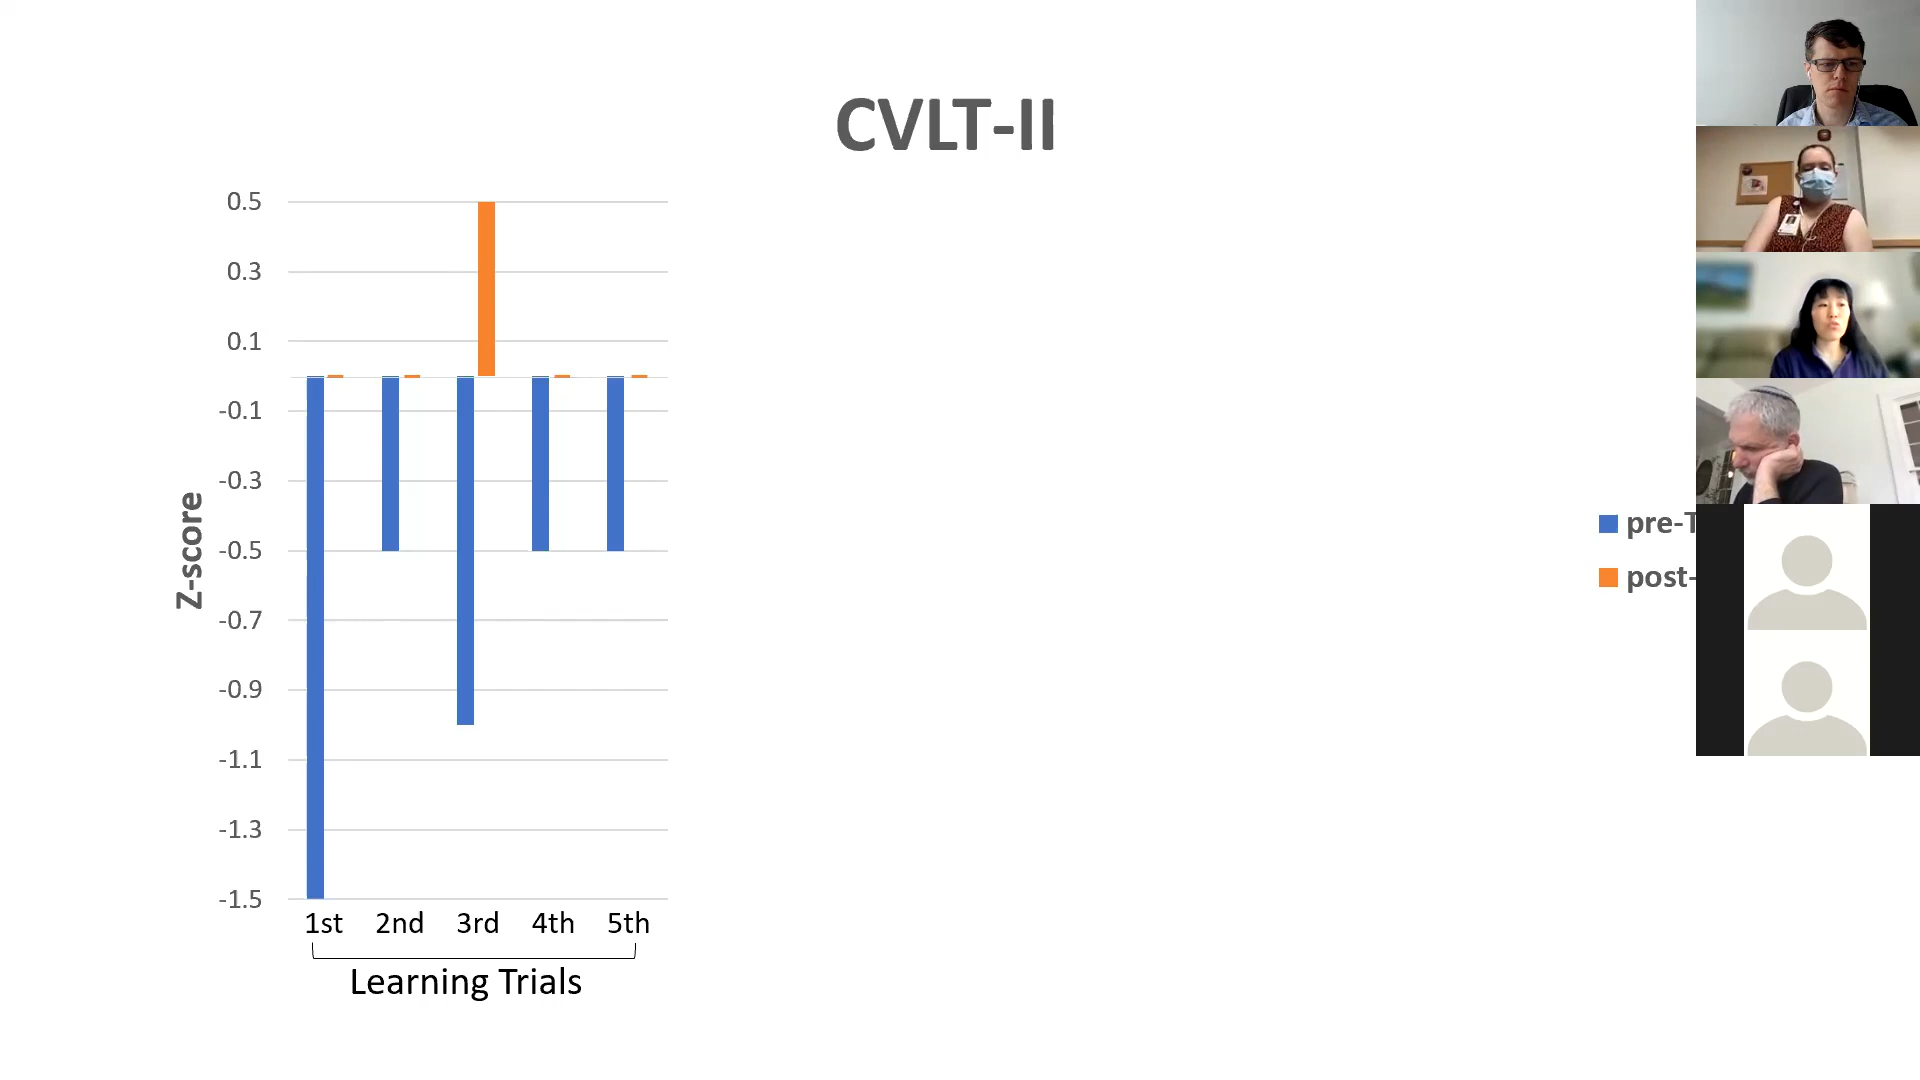 CVLT-II
0.5
0.3
0.1
-0.1
-0.3
-0.5
-0.7
-0.9
-1.1
-1.3
-1.5
Z-score
1st 2nd 3rd 4th 5th
Learning Trials
pre-T
post-